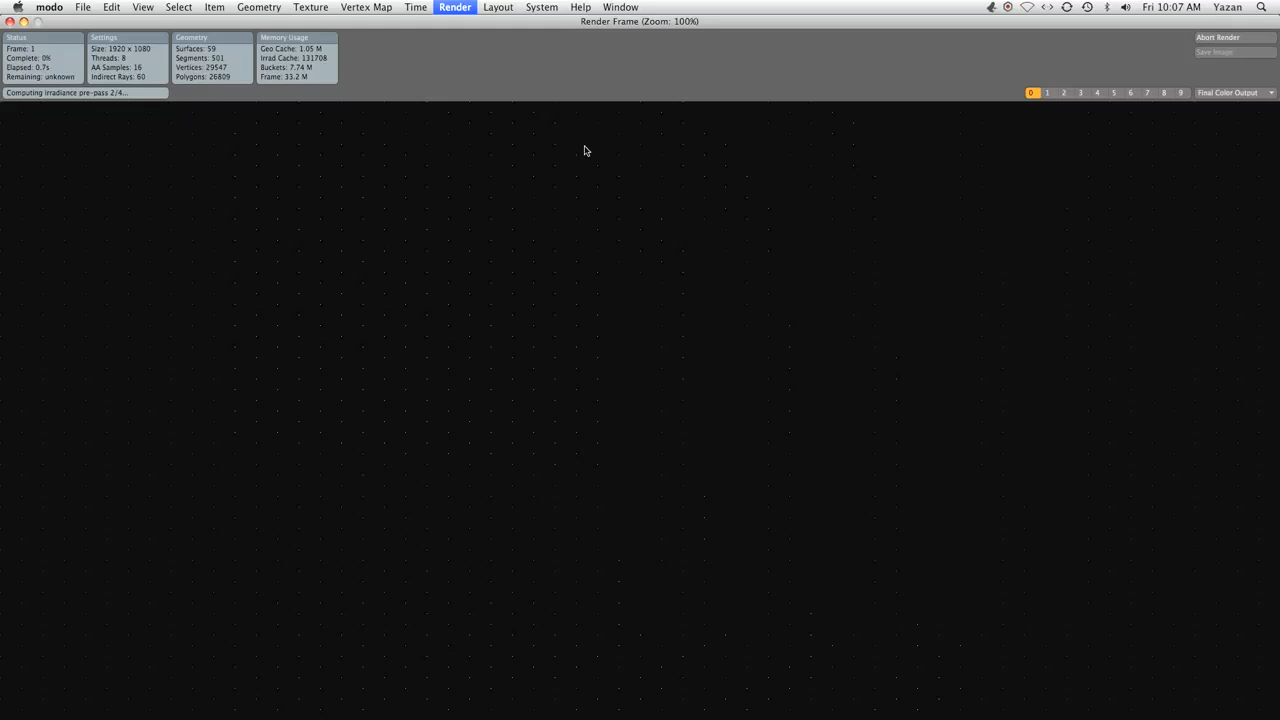 modo File Edit View Select Item Geometry Texture Vertex Map Time Render Layout System Help Window Fri 10:07 AM Yazan
Render Frame (Zoom: 100%)
Status Settings Geometry Memory Usage Abort Render
Frame: 1 Size: 1920 x 1080 Surfaces: 59 Geo Cache: 1.05 M Save Image
Complete: 0% Threads: 8 Segments: 501 Irrad Cache: 131708
Elapsed: 0.7s AA Samples: 16 Vertices: 29547 Buckets: 7.74 M
Remaining: unknown Indirect Rays: 60 Polygons: 26809 Frame: 33.2 M
Computing irradiance pre-pass 2/4... 0 1 2 3 4 5 6 7 8 9 Final Color Output